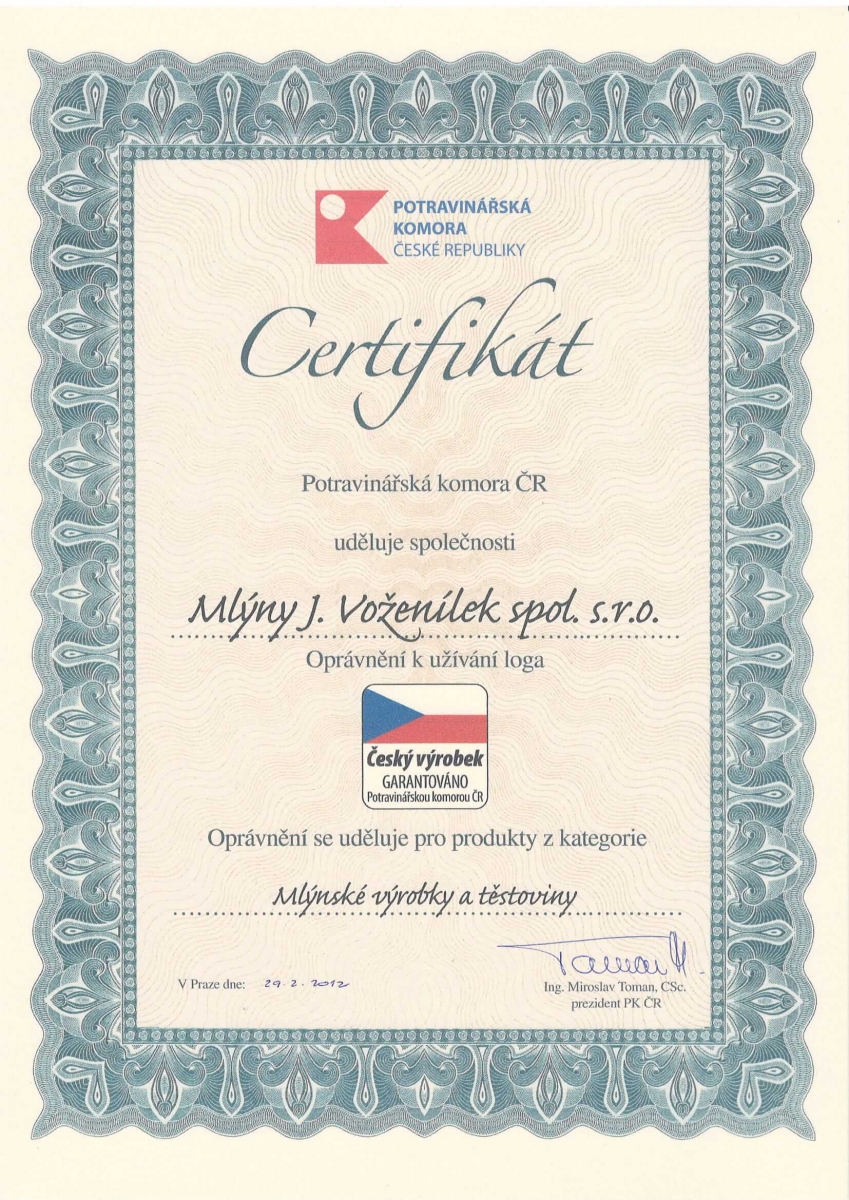 POTRAVINÁŘSKÁ
KOMORA
ČESKÉ REPUBLIKY
Certifikát
Potravinářská komora ČR
uděluje společnosti
Mlýny J. Voženílek spol. s.r.o.
Oprávnění k užívání loga
Český výrobek
GARANTOVÁNO
Potravinářskou komorou ČR
Oprávnění se uděluje pro produkty z kategorie
Mlýnské výrobky a těstoviny
Toman M.
V Praze dne: 29.2.2012
Ing. Miroslav Toman, CSc.
prezident PK ČR